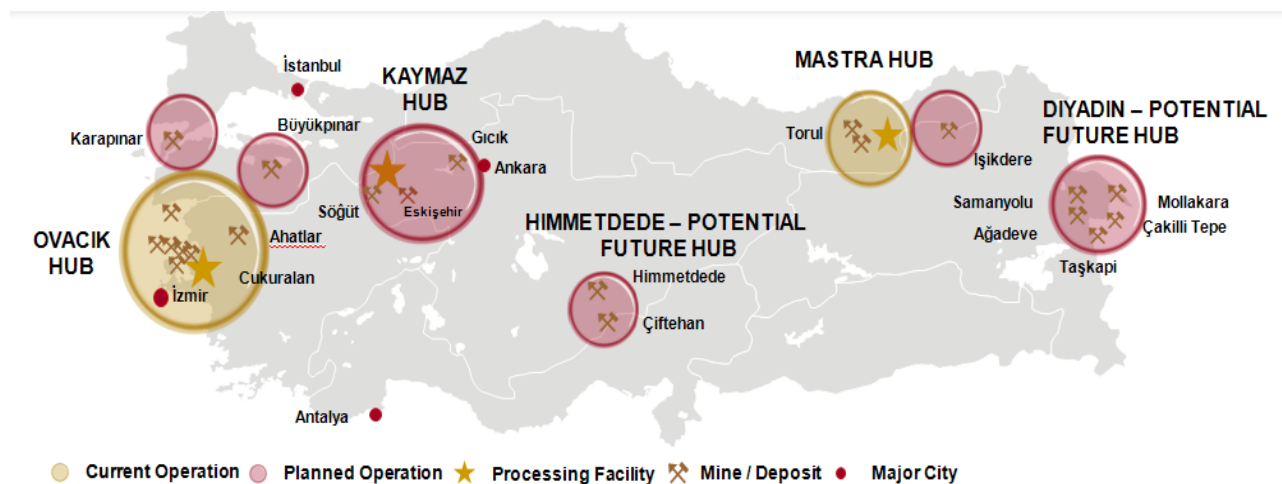 İstanbul
KAYMAZ
HUB
MASTRA HUB
DIYADIN – POTENTIAL
FUTURE HUB
Karapınar
Büyükpınar
Gıcık
Ankara
Torul
Işikdere
Söğüt
Eskişehir
Samanyolu
Mollakara
Ağadeve
Çakilli Tepe
Taşkapi
OVACIK
HUB
Ahatlar
Cukuralan
İzmir
HIMMETDEDE – POTENTIAL
FUTURE HUB
Himmetdede
Çiftehan
Antalya
Current Operation Planned Operation Processing Facility Mine / Deposit Major City